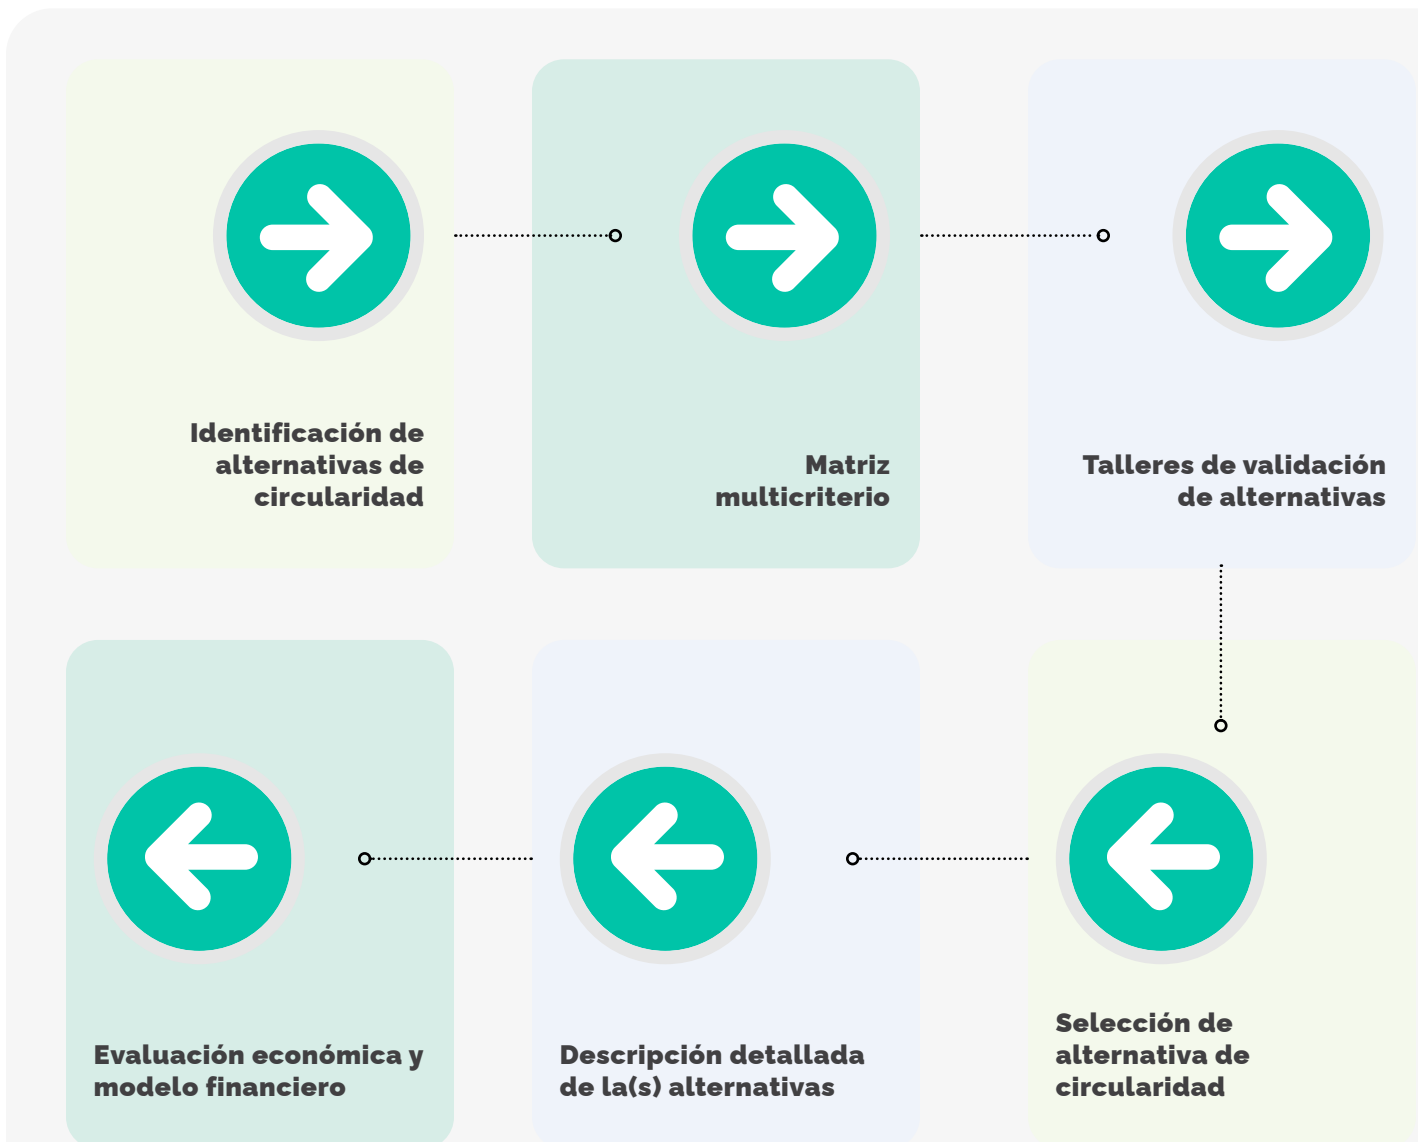 Identificación de
alternativas de
circularidad
Matriz
multicriterio
Talleres de validación
de alternativas
Selección de
alternativa de
circularidad
Descripción detallada
de la(s) alternativas
Evaluación económica y
modelo financiero